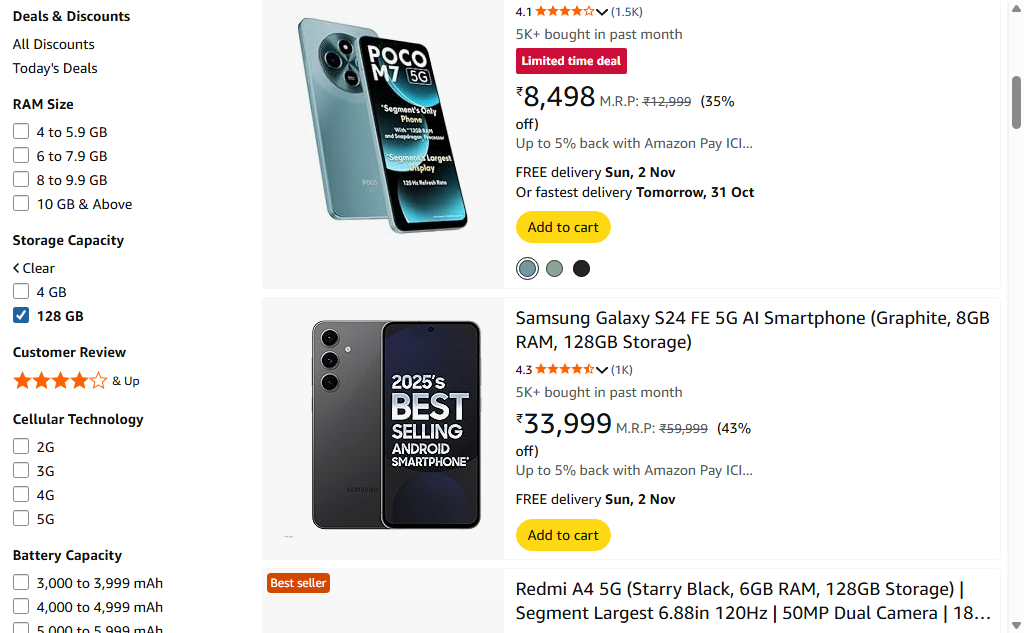 Deals & Discounts
All Discounts
Today's Deals
RAM Size
4 to 5.9 GB
6 to 7.9 GB
8 to 9.9 GB
10 GB & Above
Storage Capacity
Clear
4 GB
128 GB
Customer Review
& Up
Cellular Technology
2G
3G
4G
5G
Battery Capacity
3,000 to 3,999 mAh
4,000 to 4,999 mAh
5,000 to 5,999 mAh
POCO
M7 5G
"Segment's Only
Phone
With "12GB RAM
and Snapdragon Processor
"Segment's Largest
Display
120 Hz Refresh Rate
POCO
4.1 (1.5K)
5K+ bought in past month
Limited time deal
₹8,498 M.R.P: ₹12,999 (35%
off)
Up to 5% back with Amazon Pay ICI…
FREE delivery Sun, 2 Nov
Or fastest delivery Tomorrow, 31 Oct
Add to cart
2025's
BEST
SELLING
ANDROID
SMARTPHONE*
SAMSUNG
Samsung Galaxy S24 FE 5G AI Smartphone (Graphite, 8GB
RAM, 128GB Storage)
4.3 (1K)
5K+ bought in past month
₹33,999 M.R.P: ₹59,999 (43%
off)
Up to 5% back with Amazon Pay ICI…
FREE delivery Sun, 2 Nov
Add to cart
Best seller
Redmi A4 5G (Starry Black, 6GB RAM, 128GB Storage) |
Segment Largest 6.88in 120Hz | 50MP Dual Camera | 18…